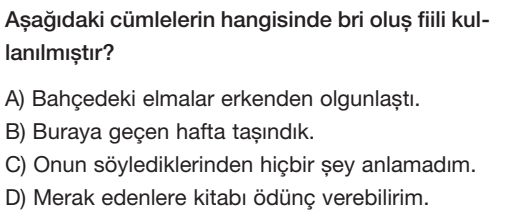 Aşağıdaki cümlelerin hangisinde bri oluş fiili kul-
lanılmıştır?
A) Bahçedeki elmalar erkenden olgunlaştı.
B) Buraya geçen hafta taşındık.
C) Onun söylediklerinden hiçbir şey anlamadım.
D) Merak edenlere kitabı ödünç verebilirim.